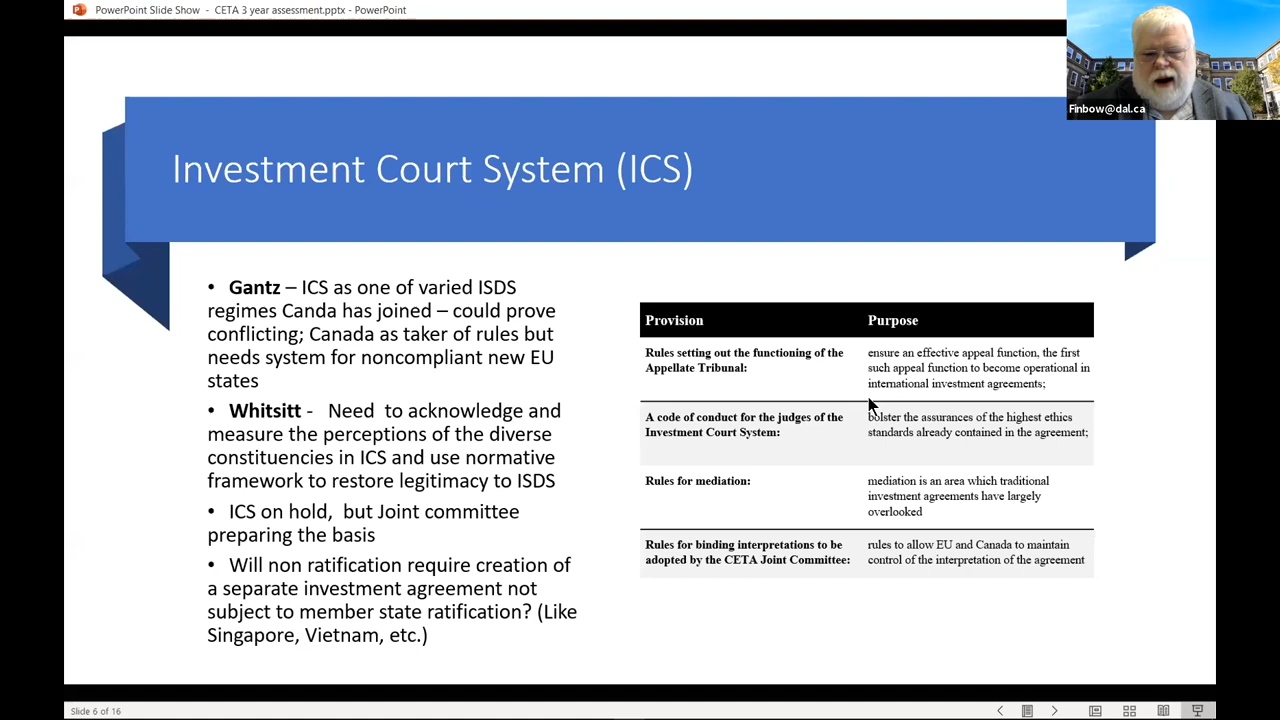 PowerPoint Slide Show - CETA 3 year assessment.pptx - PowerPoint
Finbow@dal.ca
Investment Court System (ICS)
• Gantz – ICS as one of varied ISDS
regimes Canda has joined – could prove
conflicting; Canada as taker of rules but
needs system for noncompliant new EU
states
• Whitsitt - Need to acknowledge and
measure the perceptions of the diverse
constituencies in ICS and use normative
framework to restore legitimacy to ISDS
• ICS on hold, but Joint committee
preparing the basis
• Will non ratification require creation of
a separate investment agreement not
subject to member state ratification? (Like
Singapore, Vietnam, etc.)
Provision Purpose
Rules setting out the functioning of the
Appellate Tribunal:
ensure an effective appeal function, the first
such appeal function to become operational in
international investment agreements;
A code of conduct for the judges of the
Investment Court System:
bolster the assurances of the highest ethics
standards already contained in the agreement;
Rules for mediation:
mediation is an area which traditional
investment agreements have largely
overlooked
Rules for binding interpretations to be
adopted by the CETA Joint Committee:
rules to allow EU and Canada to maintain
control of the interpretation of the agreement
Slide 6 of 16